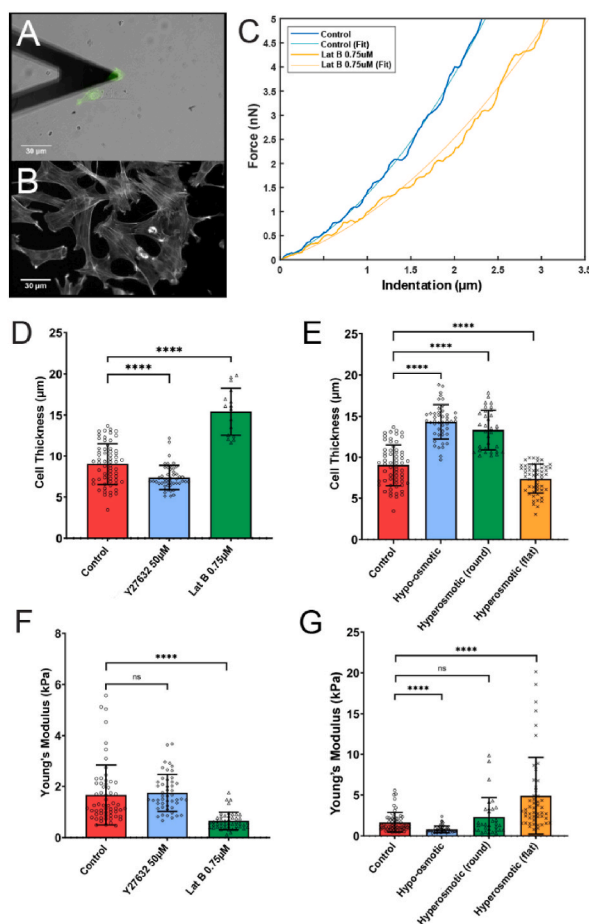 A
30 µm
B
30 µm
C
Control
Control (Fit)
Lat B 0.75uM
Lat B 0.75uM (Fit)
Force (nN)
5
4.5
4
3.5
3
2.5
2
1.5
1
0.5
0
0
0.5
1
1.5
2
2.5
3
3.5
Indentation (µm)
D
Cell Thickness (µm)
25
20
15
10
5
0
****
****
Control
Y27632 50µM
Lat B 0.75µM
E
Cell Thickness (µm)
25
20
15
10
5
0
****
****
****
Control
Hypo-osmotic
Hyperosmotic (round)
Hyperosmotic (flat)
F
Young's Modulus (kPa)
8
6
4
2
0
****
ns
Control
Y27632 50µM
Lat B 0.75µM
G
Young's Modulus (kPa)
25
20
15
10
5
0
****
ns
****
Control
Hypo-osmotic
Hyperosmotic (round)
Hyperosmotic (flat)